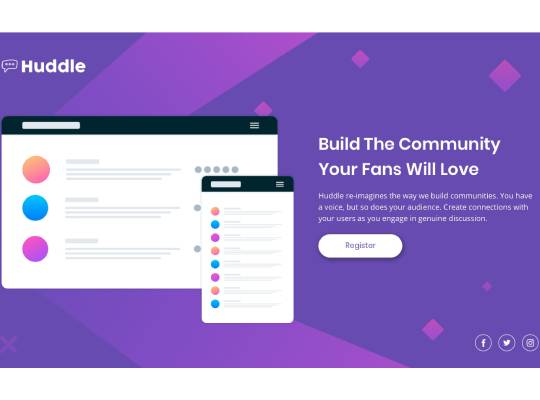 Huddle
Build The Community
Your Fans Will Love
Huddle re-imagines the way we build communities. You have
a voice, but so does your audience. Create connections with
your users as you engage in genuine discussion.
Register